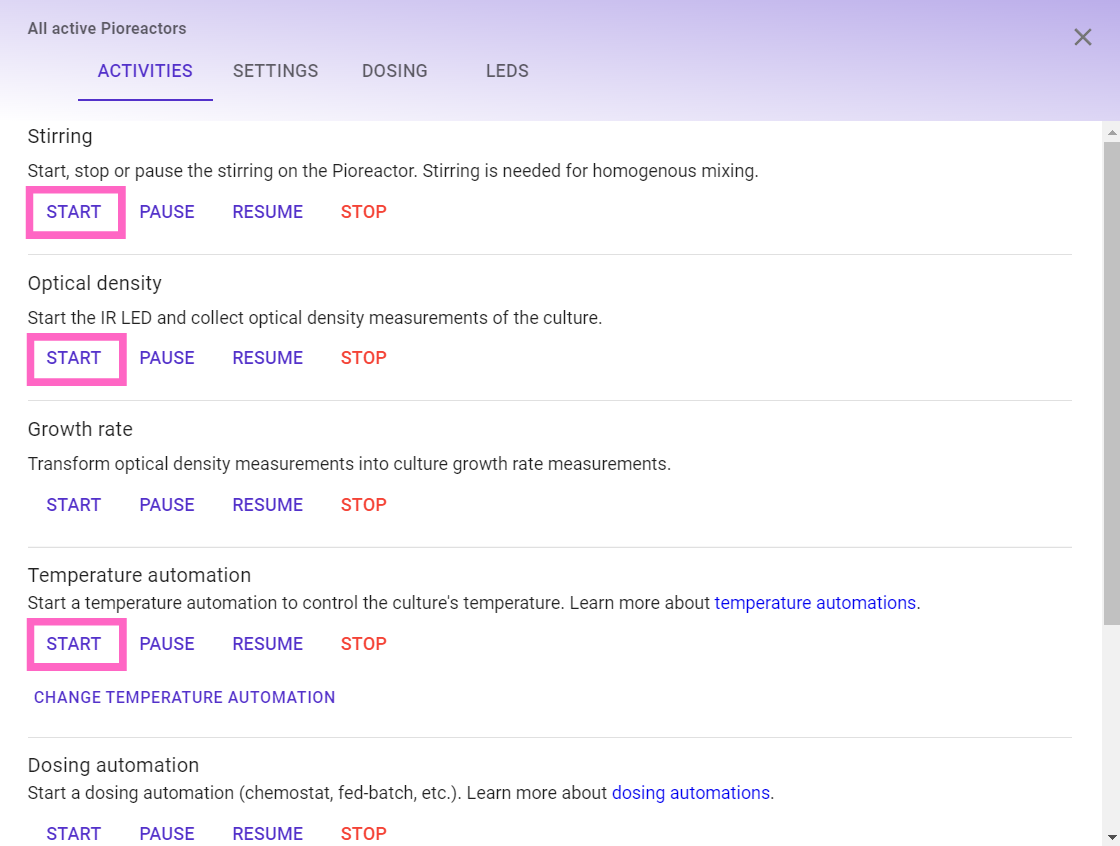 All active Pioreactors
ACTIVITIES SETTINGS DOSING LEDS
Stirring
Start, stop or pause the stirring on the Pioreactor. Stirring is needed for homogenous mixing.
START PAUSE RESUME STOP
Optical density
Start the IR LED and collect optical density measurements of the culture.
START PAUSE RESUME STOP
Growth rate
Transform optical density measurements into culture growth rate measurements.
START PAUSE RESUME STOP
Temperature automation
Start a temperature automation to control the culture's temperature. Learn more about temperature automations.
START PAUSE RESUME STOP
CHANGE TEMPERATURE AUTOMATION
Dosing automation
Start a dosing automation (chemostat, fed-batch, etc.). Learn more about dosing automations.
START PAUSE RESUME STOP